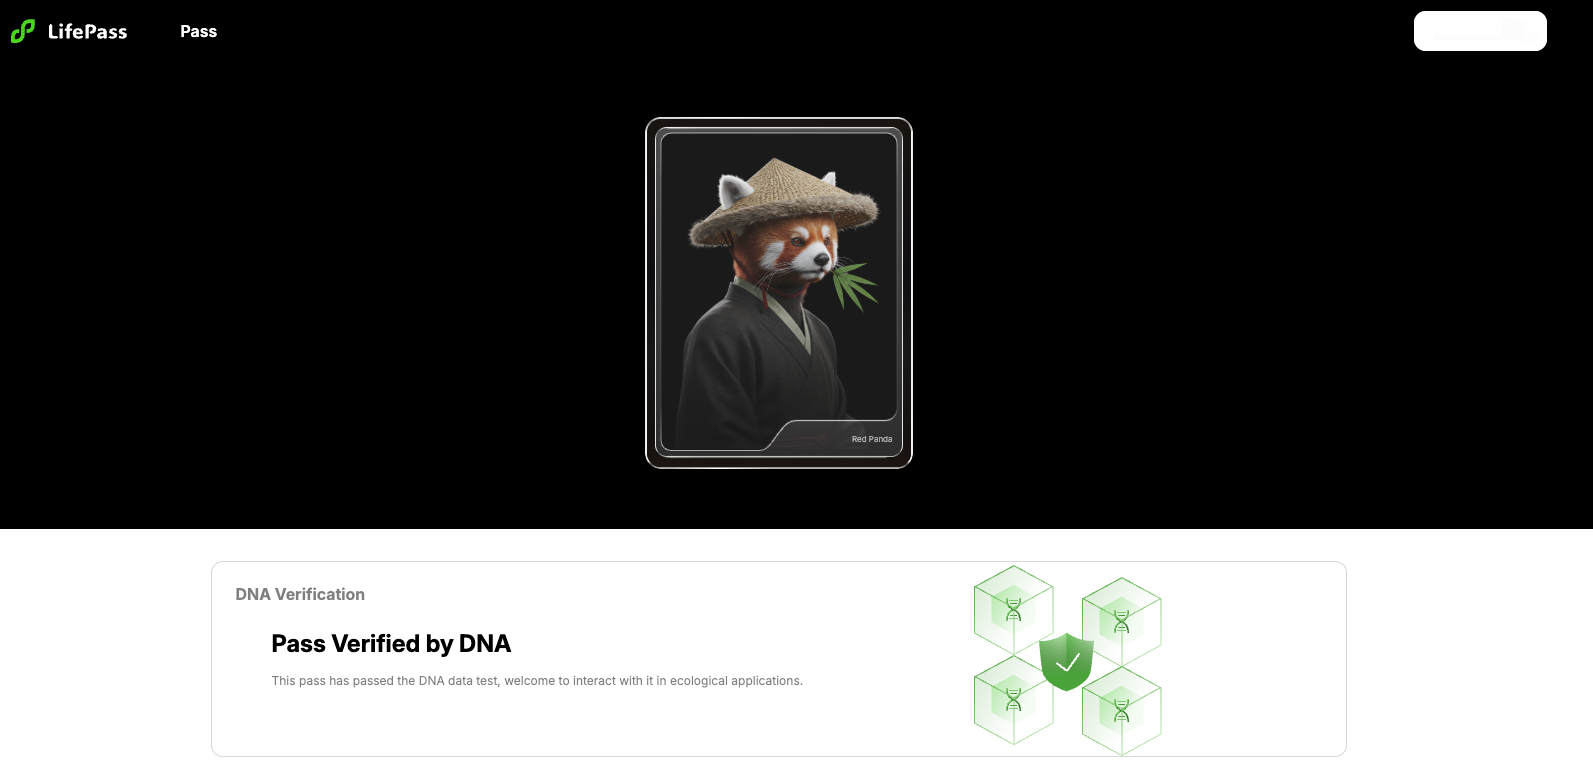 LifePass
Pass
Red Panda
DNA Verification
Pass Verified by DNA
This pass has passed the DNA data test, welcome to interact with it in ecological applications.